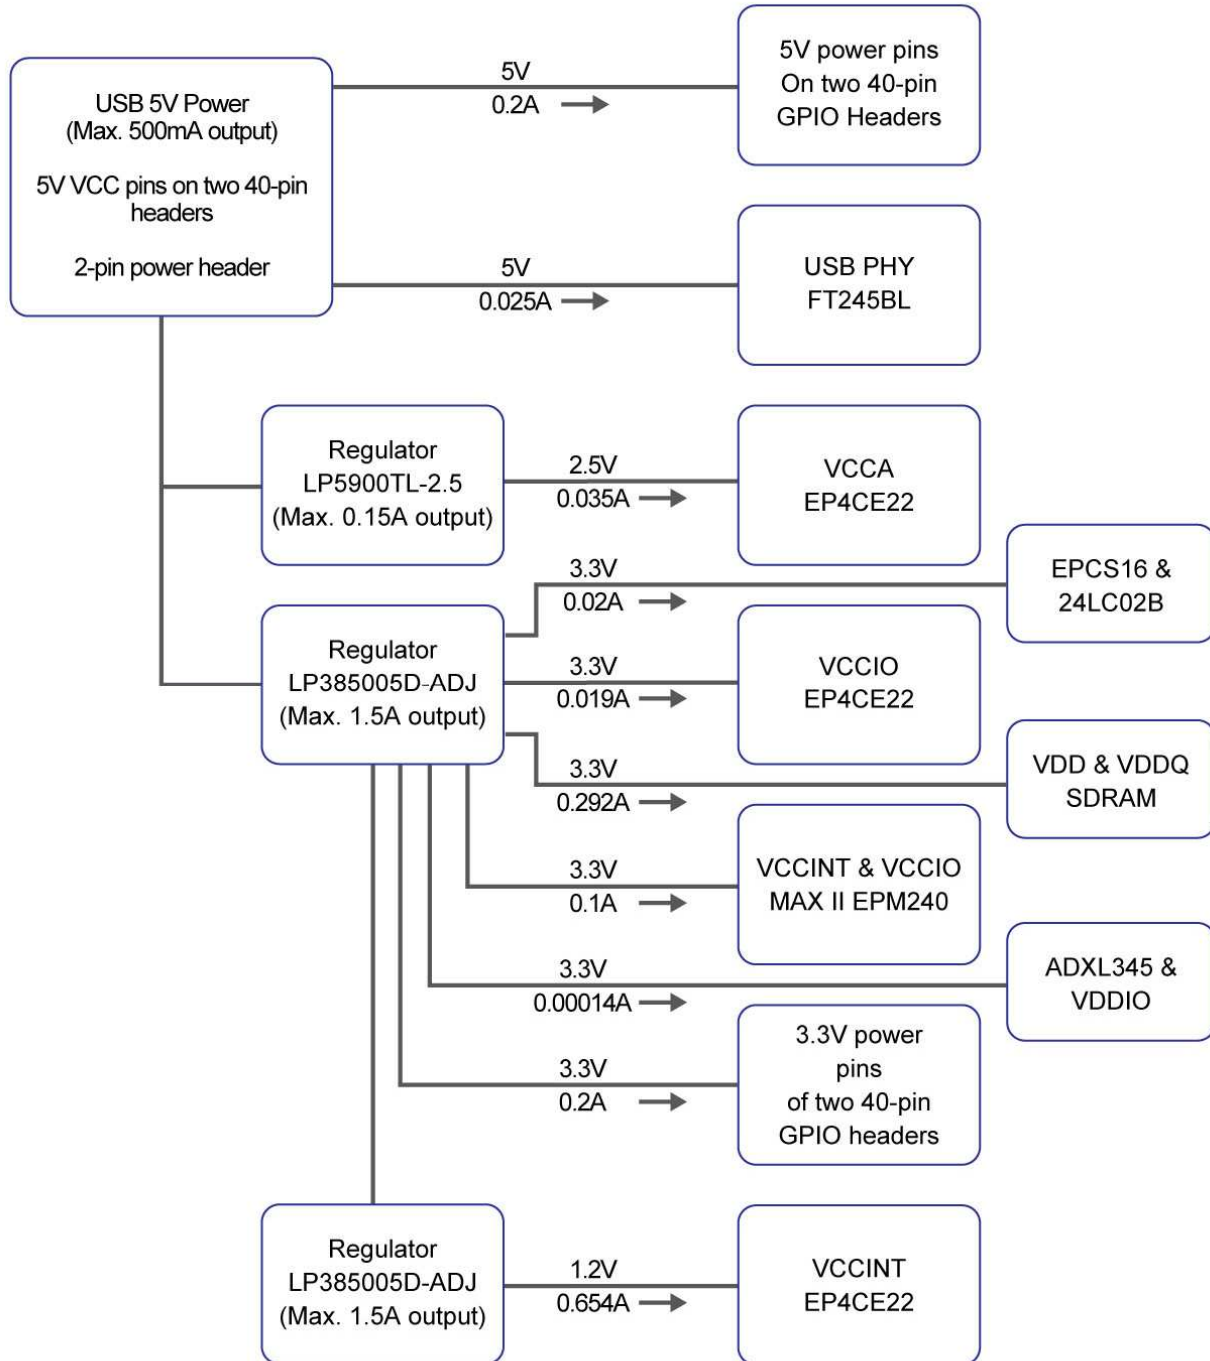 USB 5V Power
(Max. 500mA output)
5V VCC pins on two 40-pin
headers
2-pin power header
5V
0.2A
5V power pins
On two 40-pin
GPIO Headers
5V
0.025A
USB PHY
FT245BL
Regulator
LP5900TL-2.5
(Max. 0.15A output)
2.5V
0.035A
VCCA
EP4CE22
3.3V
0.02A
EPCS16 &
24LC02B
Regulator
LP385005D-ADJ
(Max. 1.5A output)
3.3V
0.019A
VCCIO
EP4CE22
3.3V
0.292A
VDD & VDDQ
SDRAM
3.3V
0.1A
VCCINT & VCCIO
MAX II EPM240
3.3V
0.00014A
ADXL345 &
VDDIO
3.3V
0.2A
3.3V power
pins
of two 40-pin
GPIO headers
Regulator
LP385005D-ADJ
(Max. 1.5A output)
1.2V
0.654A
VCCINT
EP4CE22